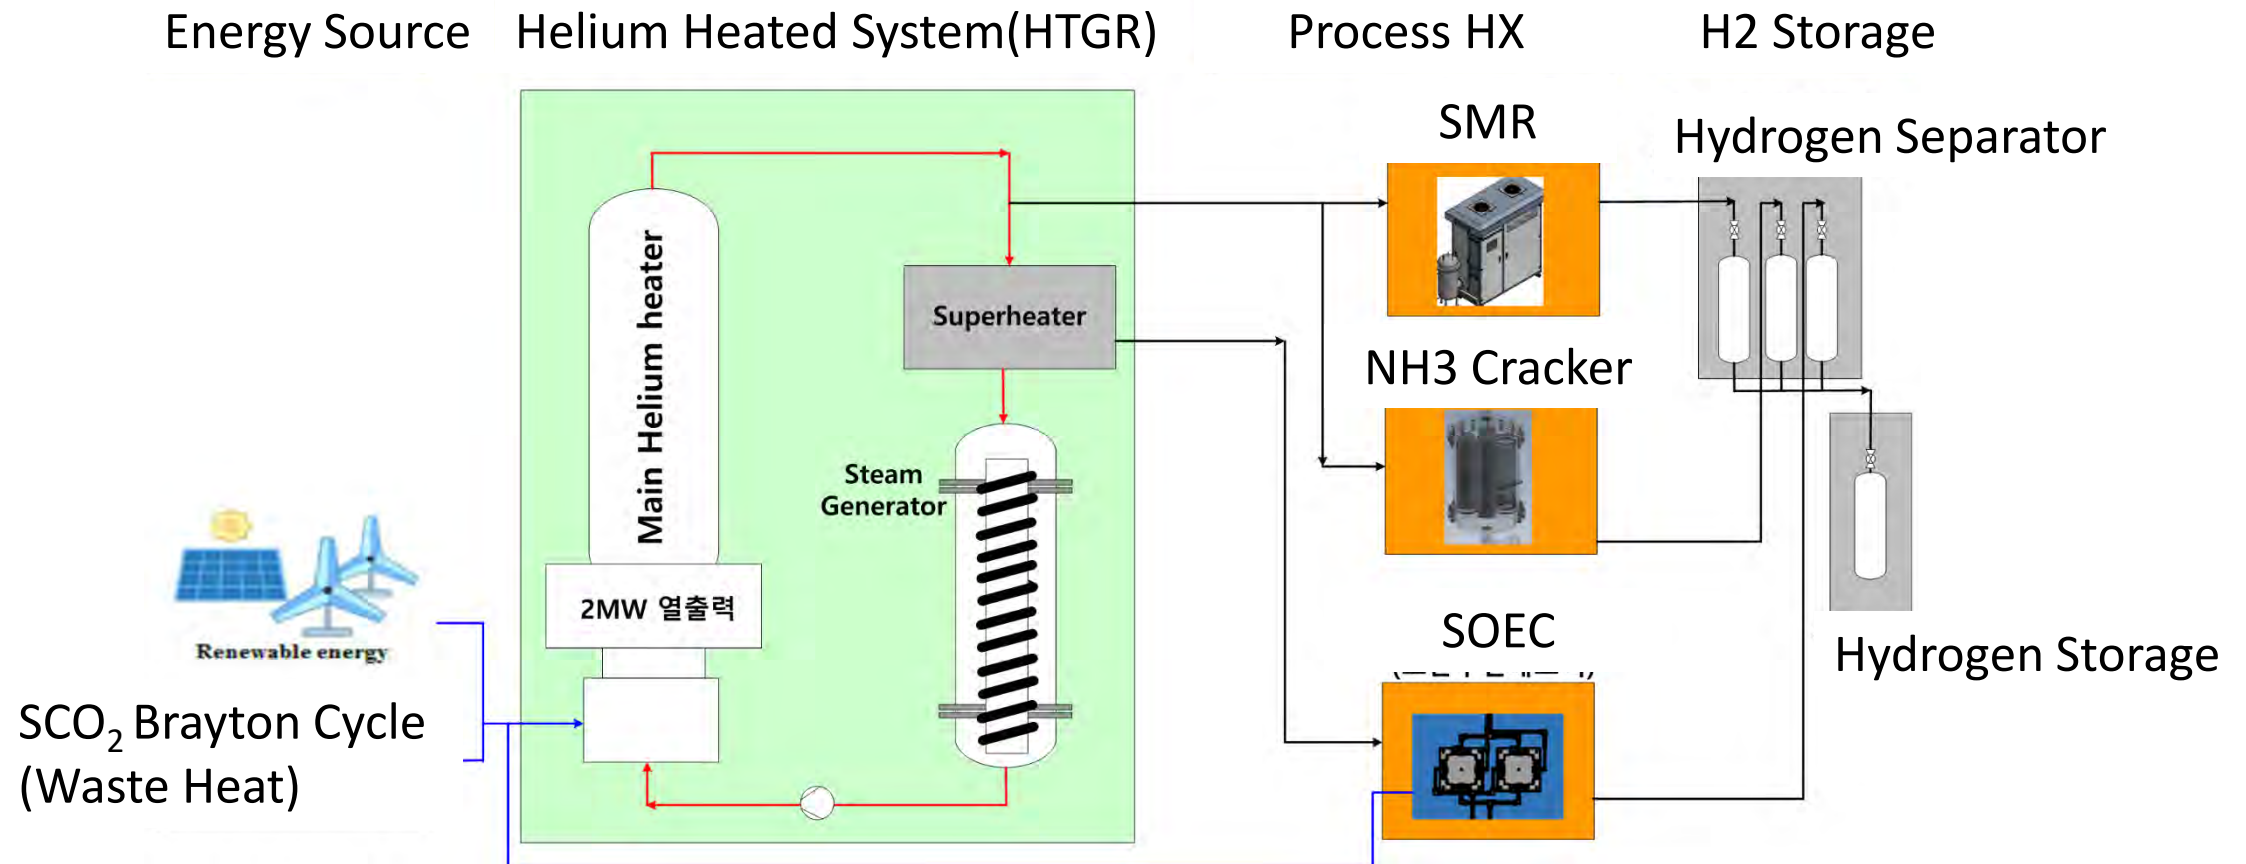 Energy Source
Helium Heated System(HTGR)
Process HX
H2 Storage
SMR
Hydrogen Separator
Main Helium heater
Superheater
NH3 Cracker
Steam
Generator
2MW 열출력
Renewable energy
SOEC
Hydrogen Storage
SCO₂ Brayton Cycle
(Waste Heat)